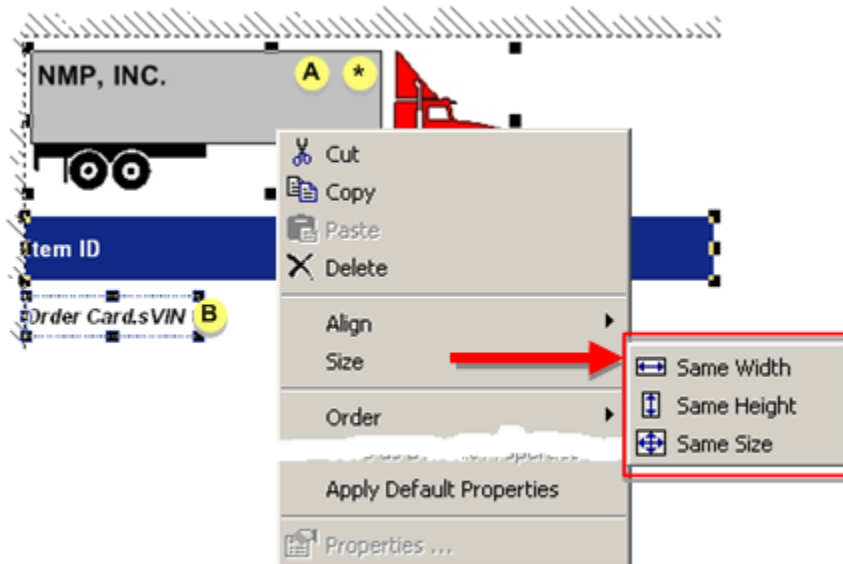 NMP, INC.
A
*
Cut
Copy
Paste
Item ID
Delete
Order Card.sVIN
B
Align
Size
Same Width
Same Height
Order
Same Size
Apply Default Properties
Properties ...